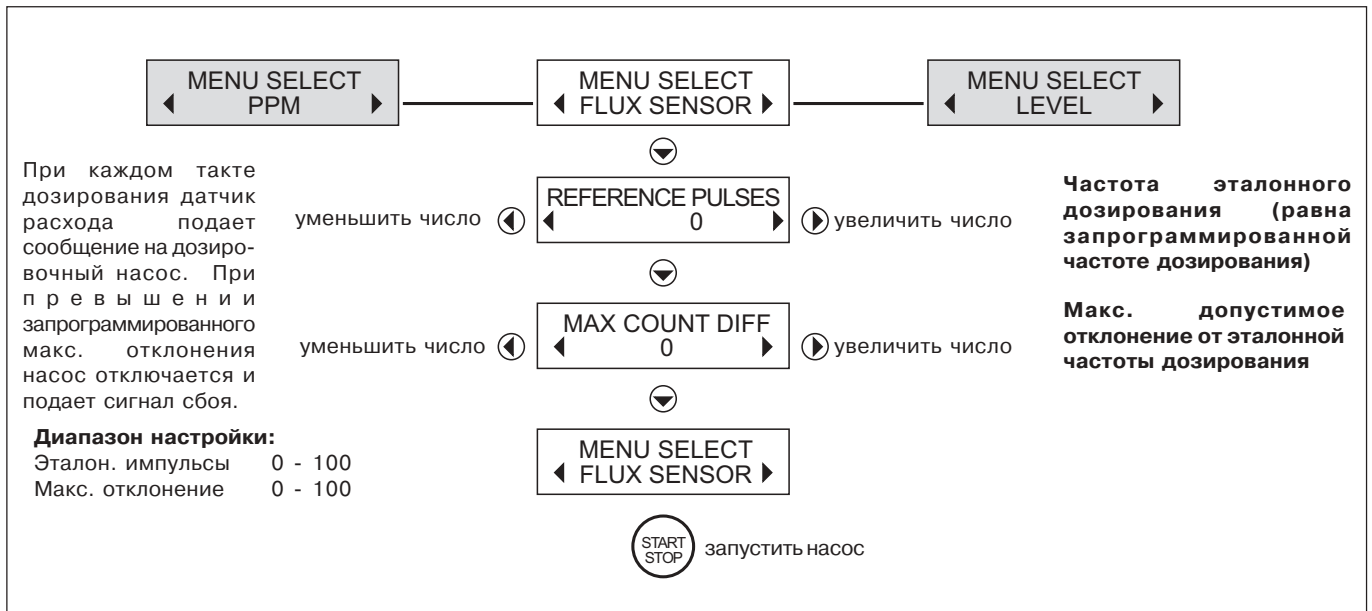 MENU SELECT
PPM
MENU SELECT
FLUX SENSOR
MENU SELECT
LEVEL
При каждом такте
дозирования датчик
расхода подает
сообщение на дозиро-
вочный насос. При
превышении
запрограммированного
макс. отклонения
насос отключается и
подает сигнал сбоя.
Диапазон настройки:
Эталон. импульсы 0 - 100
Макс. отклонение 0 - 100
уменьшить число
REFERENCE PULSES
0
увеличить число
уменьшить число
MAX COUNT DIFF
0
увеличить число
MENU SELECT
FLUX SENSOR
START
STOP
запустить насос
Частота эталонного
дозирования (равна
запрограммированной
частоте дозирования)
Макс. допустимое
отклонение от эталонной
частоты дозирования